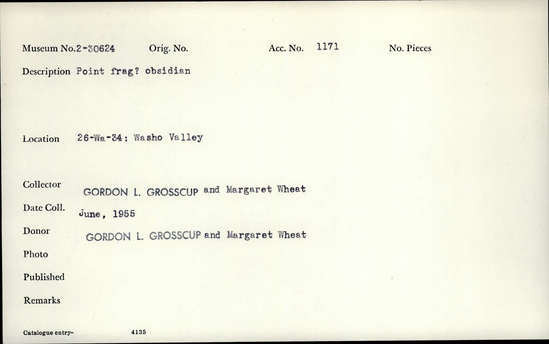 Museum No. 2-30624 Orig. No. Acc. No. 1171 No. Pieces
Description Point frag? obsidian
Location 26-Wa-34: Washo Valley
Collector GORDON L. GROSSCUP and Margaret Wheat
Date Coll. June, 1955
Donor GORDON L. GROSSCUP and Margaret Wheat
Photo
Published
Remarks
Catalogue entry- 4135